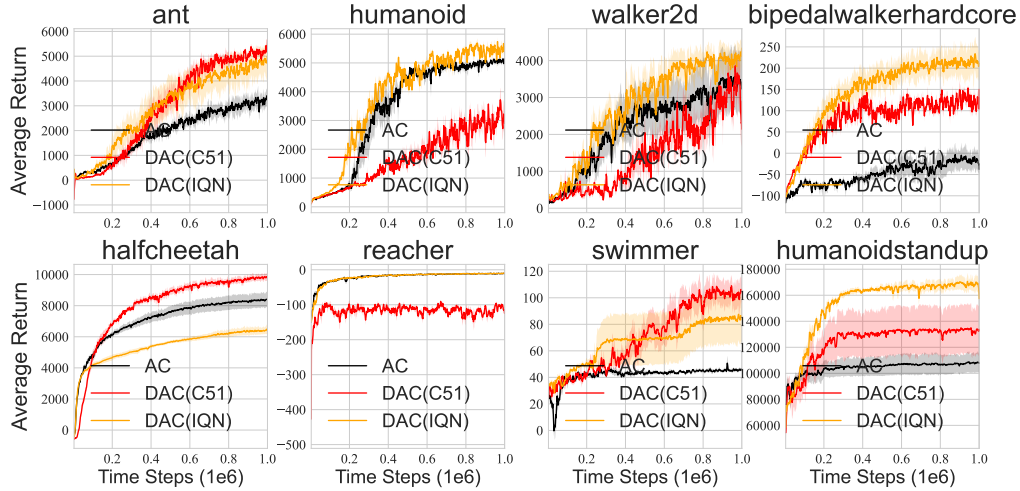 ant humanoid walker2d bipedalwalkerhardcore
Average Return
6000
5000
4000
3000
2000
1000
0
−1000
AC
DAC(C51)
DAC(IQN)
0.2 0.4 0.6 0.8 1.0
6000
5000
4000
3000
2000
1000
0
AC
DAC(C51)
DAC(IQN)
0.2 0.4 0.6 0.8 1.0
4000
3000
2000
1000
0
AC
DAC(C51)
DAC(IQN)
0.2 0.4 0.6 0.8 1.0
250
200
150
100
50
0
−50
−100
AC
DAC(C51)
DAC(IQN)
0.2 0.4 0.6 0.8 1.0
halfcheetah reacher swimmer humanoidstandup
Average Return
10000
8000
6000
4000
2000
0
AC
DAC(C51)
DAC(IQN)
0.2 0.4 0.6 0.8 1.0
Time Steps (1e6)
0
−100
−200
−300
−400
−500
AC
DAC(C51)
DAC(IQN)
0.2 0.4 0.6 0.8 1.0
Time Steps (1e6)
120
100
80
60
40
20
0
AC
DAC(C51)
DAC(IQN)
0.2 0.4 0.6 0.8 1.0
Time Steps (1e6)
180000
160000
140000
120000
100000
80000
60000
AC
DAC(C51)
DAC(IQN)
0.2 0.4 0.6 0.8 1.0
Time Steps (1e6)